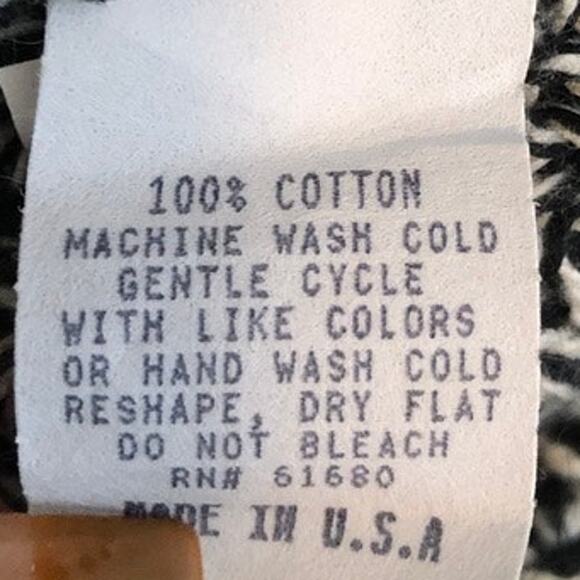 100% COTTON
MACHINE WASH COLD
GENTLE CYCLE
WITH LIKE COLORS
OR HAND WASH COLD
RESHAPE, DRY FLAT
DO NOT BLEACH
RN# 61680
MADE IN U.S.A